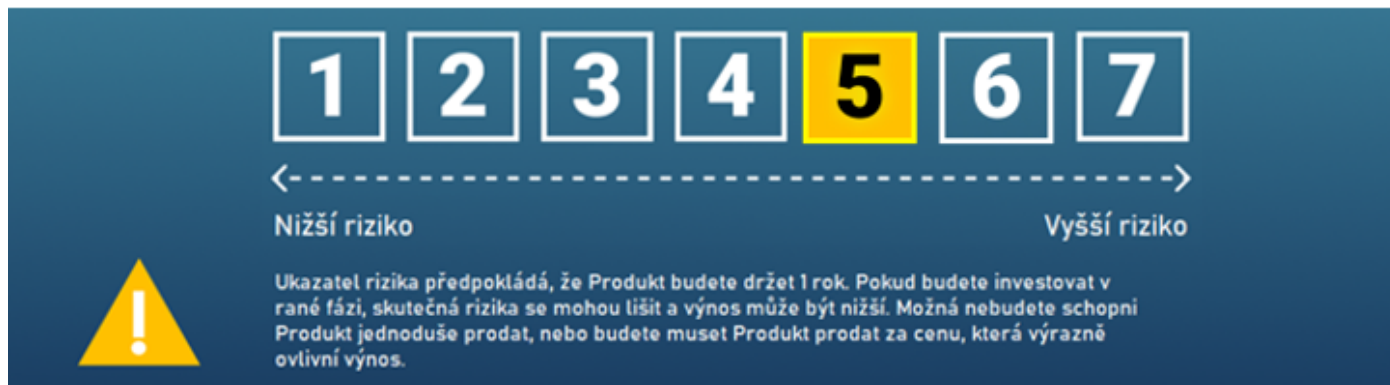 1 2 3 4 5 6 7
Nižší riziko Vyšší riziko
Ukazatel rizika předpokládá, že Produkt budete držet 1 rok. Pokud budete investovat v
rané fázi, skutečná rizika se mohou lišit a výnos může být nižší. Možná nebudete schopni
Produkt jednoduše prodat, nebo budete muset Produkt prodat za cenu, která výrazně
ovlivní výnos.